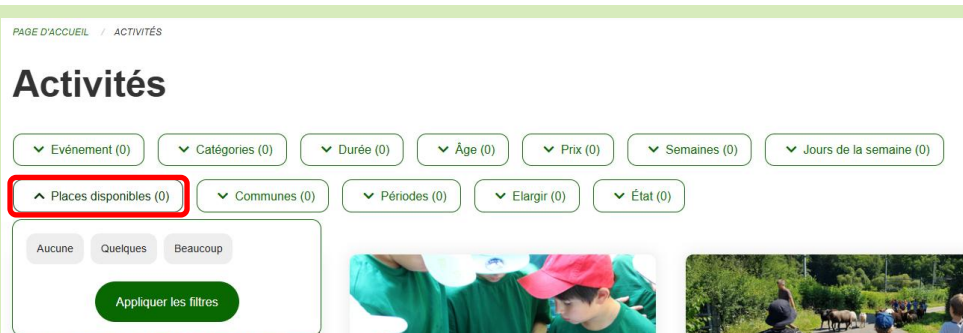 PAGE D'ACCUEIL / ACTIVITÉS
Activités
Evénement (0) Catégories (0) Durée (0) Âge (0) Prix (0) Semaines (0) Jours de la semaine (0)
Places disponibles (0) Communes (0) Périodes (0) Elargir (0) État (0)
Aucune Quelques Beaucoup
Appliquer les filtres